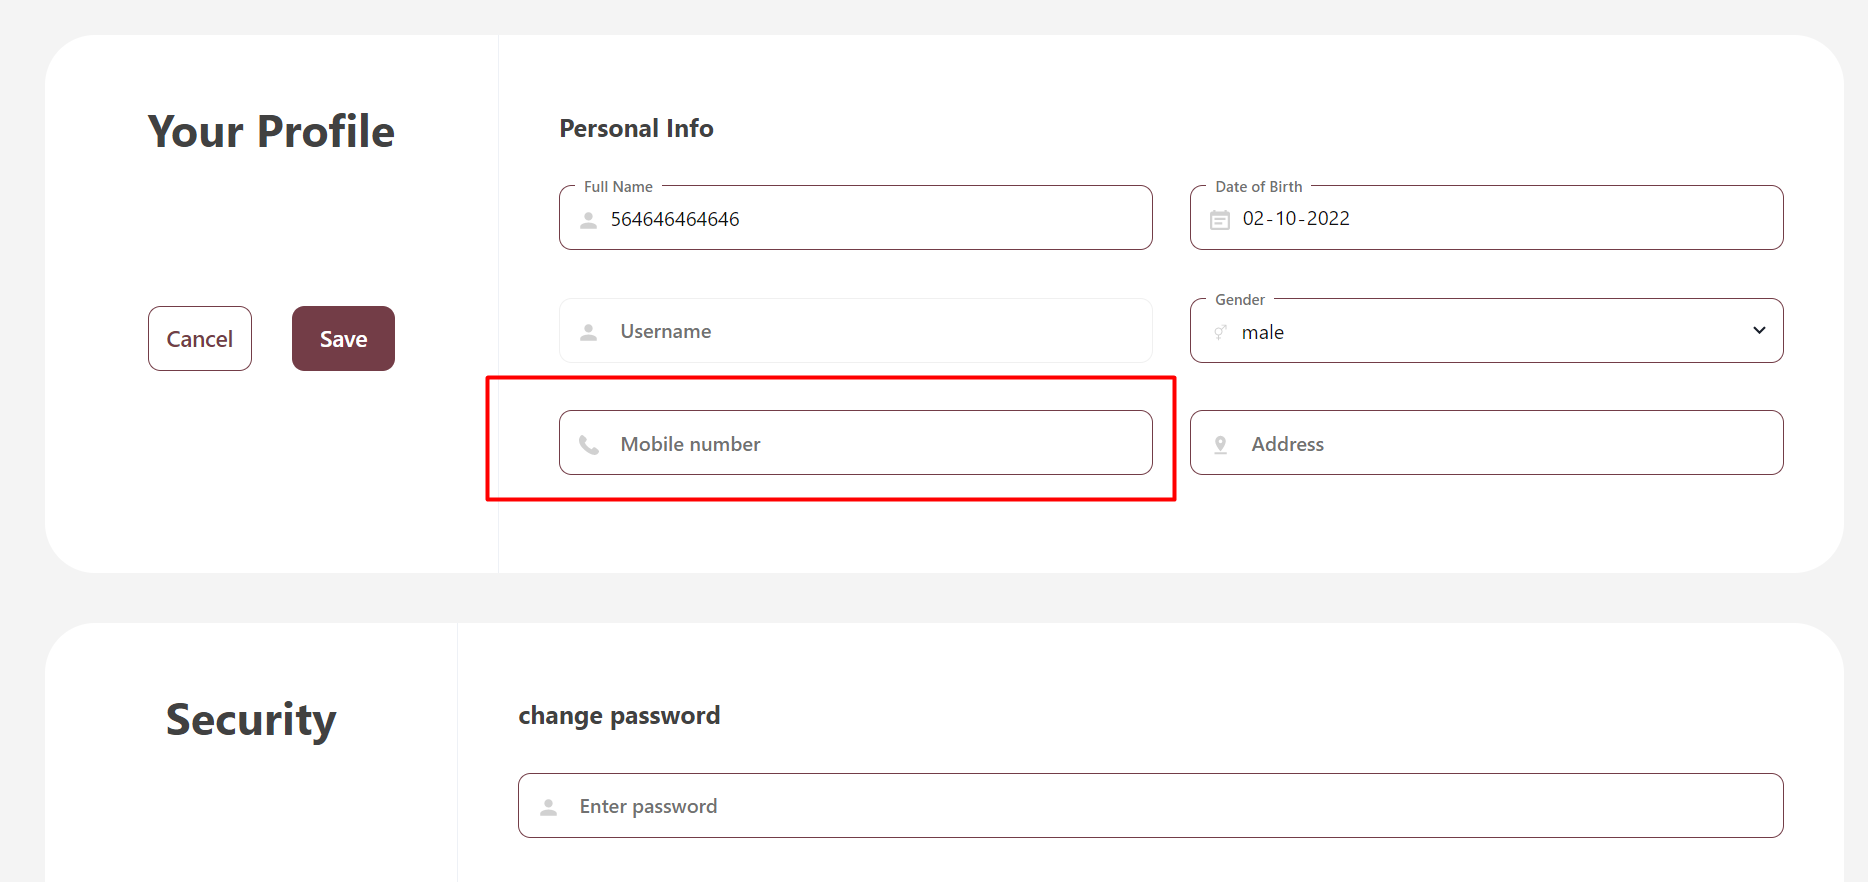 Your Profile
Cancel
Save
Personal Info
Full Name
564646464646
Date of Birth
02-10-2022
Username
Gender
male
Mobile number
Address
Security
change password
Enter password